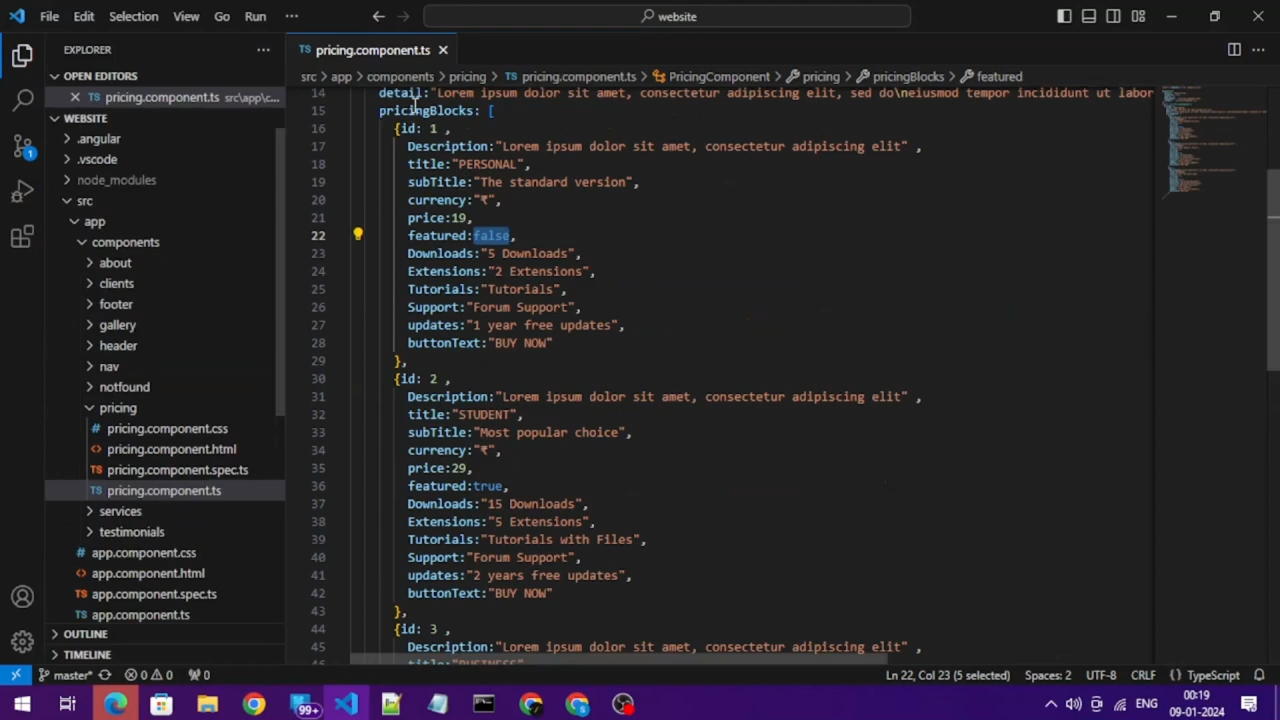 File Edit Selection View Go Run ··· website
EXPLORER ···
OPEN EDITORS
pricing.component.ts src\app\c...
WEBSITE
.angular
.vscode
node_modules
src
app
components
about
clients
footer
gallery
header
nav
notfound
pricing
pricing.component.css
pricing.component.html
pricing.component.spec.ts
pricing.component.ts
services
testimonials
app.component.css
app.component.html
app.component.spec.ts
app.component.ts
OUTLINE
TIMELINE
1
TS pricing.component.ts
src > app > components > pricing > TS pricing.component.ts > PricingComponent > pricing > pricingBlocks > featured
14 detail:"Lorem ipsum dolor sit amet, consectetur adipiscing elit, sed do\neiusmod tempor incididunt ut labor
15 pricingBlocks: [
16 {id: 1 ,
17 Description:"Lorem ipsum dolor sit amet, consectetur adipiscing elit" ,
18 title:"PERSONAL",
19 subTitle:"The standard version",
20 currency:"₹",
21 price:19,
22 featured:false,
23 Downloads:"5 Downloads",
24 Extensions:"2 Extensions",
25 Tutorials:"Tutorials",
26 Support:"Forum Support",
27 updates:"1 year free updates",
28 buttonText:"BUY NOW"
29 },
30 {id: 2 ,
31 Description:"Lorem ipsum dolor sit amet, consectetur adipiscing elit" ,
32 title:"STUDENT",
33 subTitle:"Most popular choice",
34 currency:"₹",
35 price:29,
36 featured:true,
37 Downloads:"15 Downloads",
38 Extensions:"5 Extensions",
39 Tutorials:"Tutorials with Files",
40 Support:"Forum Support",
41 updates:"2 years free updates",
42 buttonText:"BUY NOW"
43 },
44 {id: 3 ,
45 Description:"Lorem ipsum dolor sit amet, consectetur adipiscing elit" ,
46 title:"BUSINESS"
master* 0 0 0 Ln 22, Col 23 (5 selected) Spaces: 2 UTF-8 CRLF {} TypeScript
99+ ENG 00:19
09-01-2024